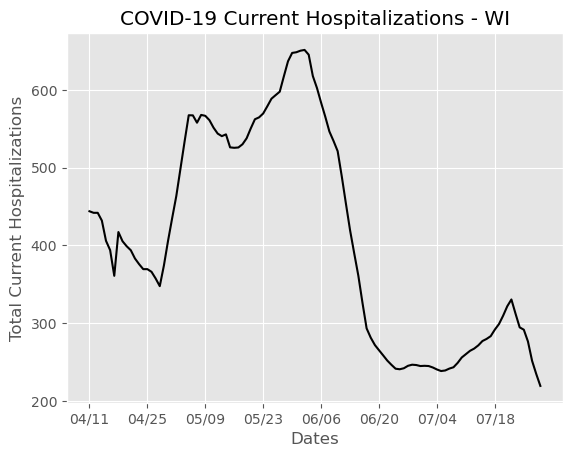 COVID-19 Current Hospitalizations - WI
Total Current Hospitalizations
600
500
400
300
200
04/11 04/25 05/09 05/23 06/06 06/20 07/04 07/18
Dates